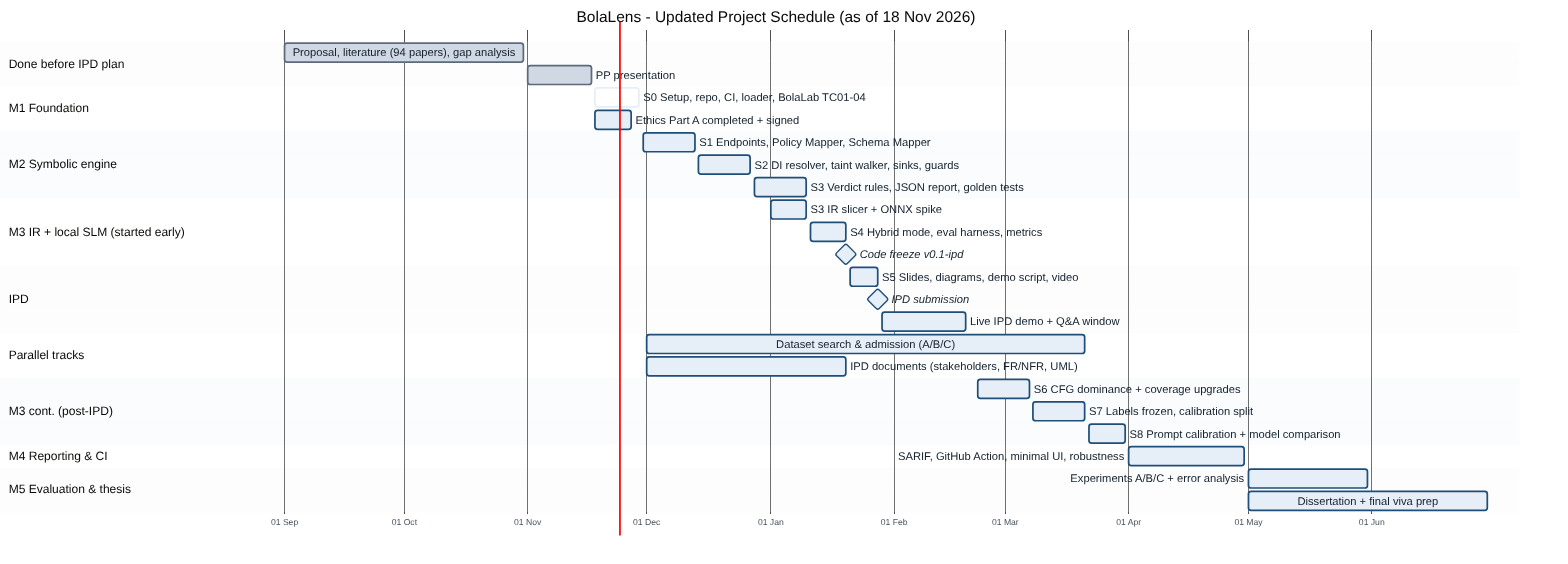 BolaLens - Updated Project Schedule (as of 18 Nov 2026)
Done before IPD plan
Proposal, literature (94 papers), gap analysis
PP presentation
M1 Foundation
S0 Setup, repo, CI, loader, BolaLab TC01-04
Ethics Part A completed + signed
M2 Symbolic engine
S1 Endpoints, Policy Mapper, Schema Mapper
S2 DI resolver, taint walker, sinks, guards
S3 Verdict rules, JSON report, golden tests
M3 IR + local SLM (started early)
S3 IR slicer + ONNX spike
S4 Hybrid mode, eval harness, metrics
Code freeze v0.1-ipd
IPD
S5 Slides, diagrams, demo script, video
IPD submission
Live IPD demo + Q&A window
Parallel tracks
Dataset search & admission (A/B/C)
IPD documents (stakeholders, FR/NFR, UML)
M3 cont. (post-IPD)
S6 CFG dominance + coverage upgrades
S7 Labels frozen, calibration split
S8 Prompt calibration + model comparison
M4 Reporting & CI
SARIF, GitHub Action, minimal UI, robustness
M5 Evaluation & thesis
Experiments A/B/C + error analysis
Dissertation + final viva prep
01 Sep
01 Oct
01 Nov
01 Dec
01 Jan
01 Feb
01 Mar
01 Apr
01 May
01 Jun